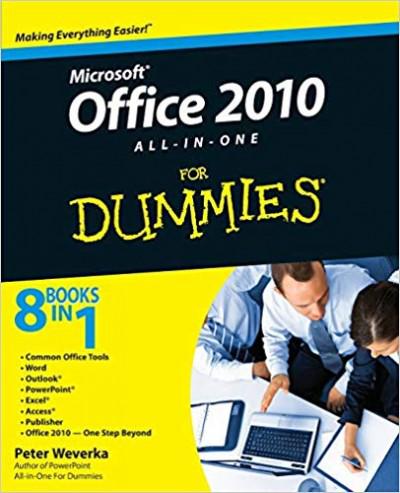 Making Everything Easier!™
Microsoft®
Office 2010
ALL-IN-ONE
FOR
DUMMIES®
8 BOOKS
IN 1
• Common Office Tools
• Word
• Outlook®
• PowerPoint®
• Excel®
• Access®
• Publisher
• Office 2010 — One Step Beyond
Peter Weverka
Author of PowerPoint
All-in-One For Dummies